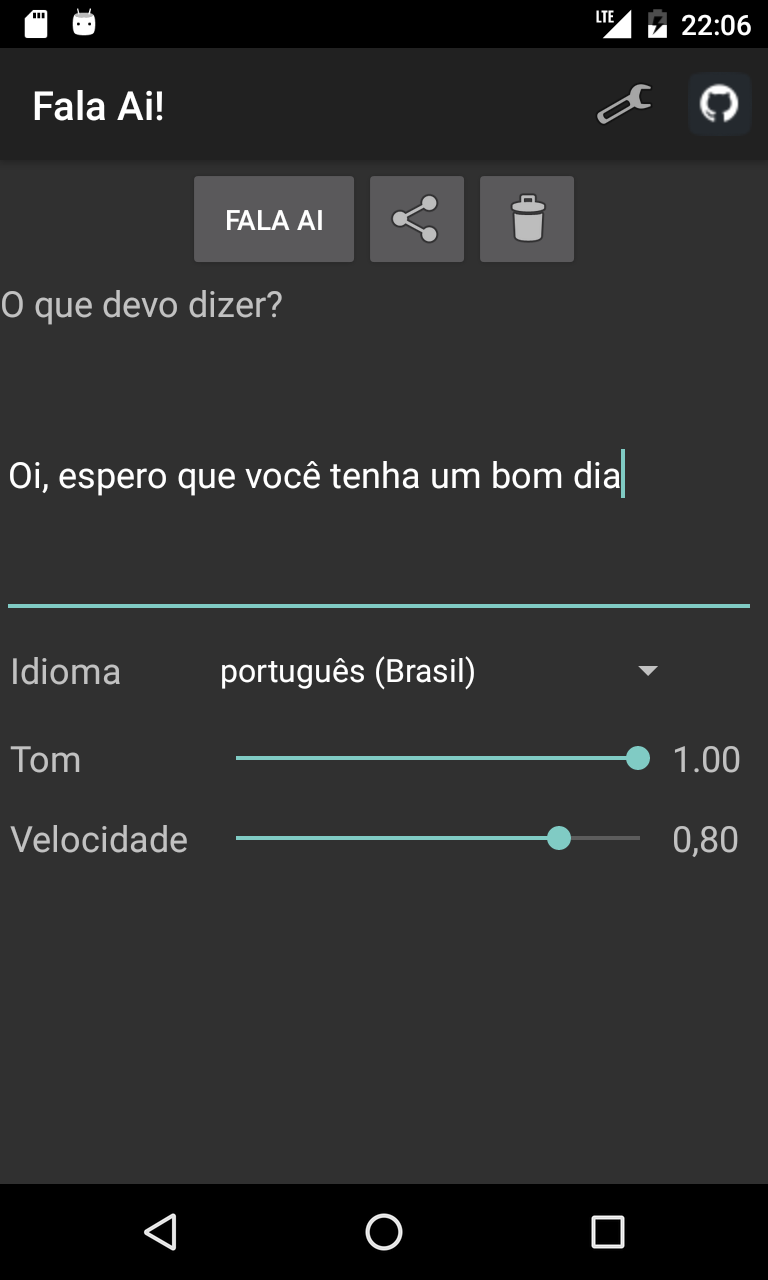 LTE 22:06
Fala Ai!
FALA AI
O que devo dizer?
Oi, espero que você tenha um bom dia
Idioma português (Brasil)
Tom 1.00
Velocidade 0,80